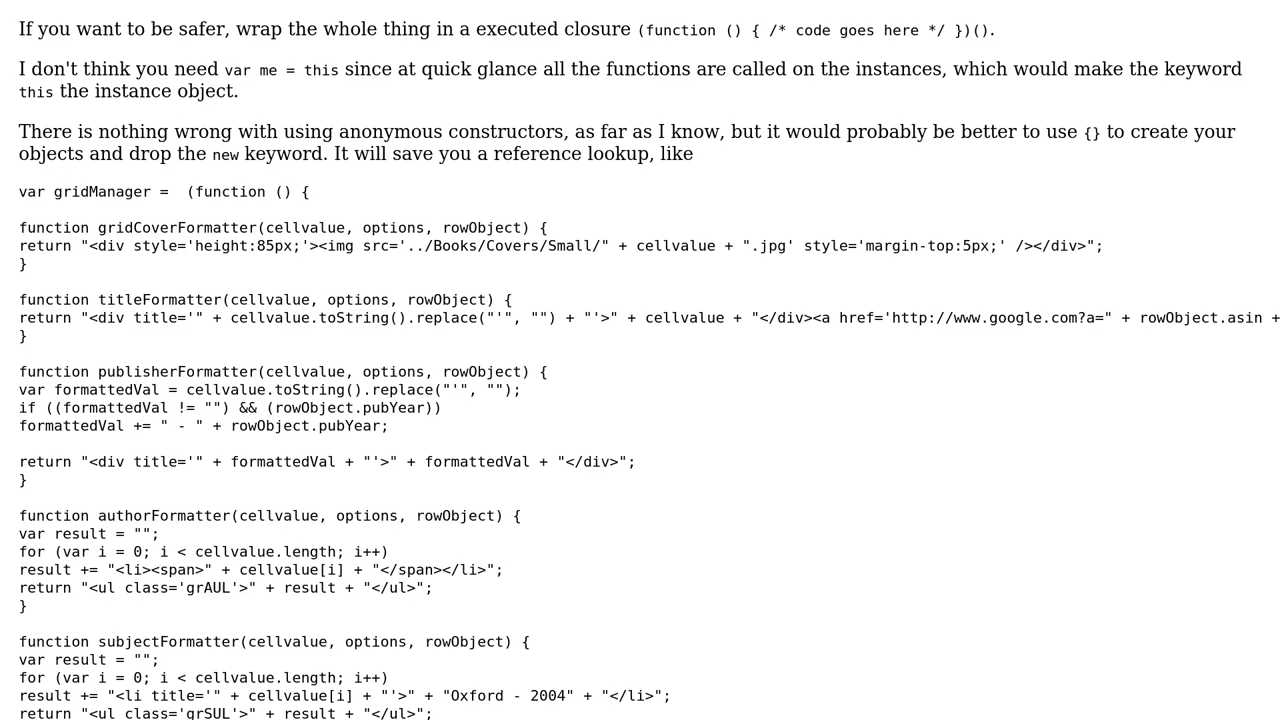 If you want to be safer, wrap the whole thing in a executed closure (function () { /* code goes here */ })().
I don't think you need var me = this since at quick glance all the functions are called on the instances, which would make the keyword
this the instance object.
There is nothing wrong with using anonymous constructors, as far as I know, but it would probably be better to use {} to create your
objects and drop the new keyword. It will save you a reference lookup, like
var gridManager =  (function () {
function gridCoverFormatter(cellvalue, options, rowObject) {
return "<div style='height:85px;'><img src='../Books/Covers/Small/" + cellvalue + ".jpg' style='margin-top:5px;' /></div>";
}
function titleFormatter(cellvalue, options, rowObject) {
return "<div title='" + cellvalue.toString().replace("'", "") + "'>" + cellvalue + "</div><a href='http://www.google.com?a=" + rowObject.asin +
}
function publisherFormatter(cellvalue, options, rowObject) {
var formattedVal = cellvalue.toString().replace("'", "");
if ((formattedVal != "") && (rowObject.pubYear))
formattedVal += " - " + rowObject.pubYear;
return "<div title='" + formattedVal + "'>" + formattedVal + "</div>";
}
function authorFormatter(cellvalue, options, rowObject) {
var result = "";
for (var i = 0; i < cellvalue.length; i++)
result += "<li><span>" + cellvalue[i] + "</span></li>";
return "<ul class='grAUL'>" + result + "</ul>";
}
function subjectFormatter(cellvalue, options, rowObject) {
var result = "";
for (var i = 0; i < cellvalue.length; i++)
result += "<li title='" + cellvalue[i] + "'>" + "Oxford - 2004" + "</li>";
return "<ul class='grSUL'>" + result + "</ul>";